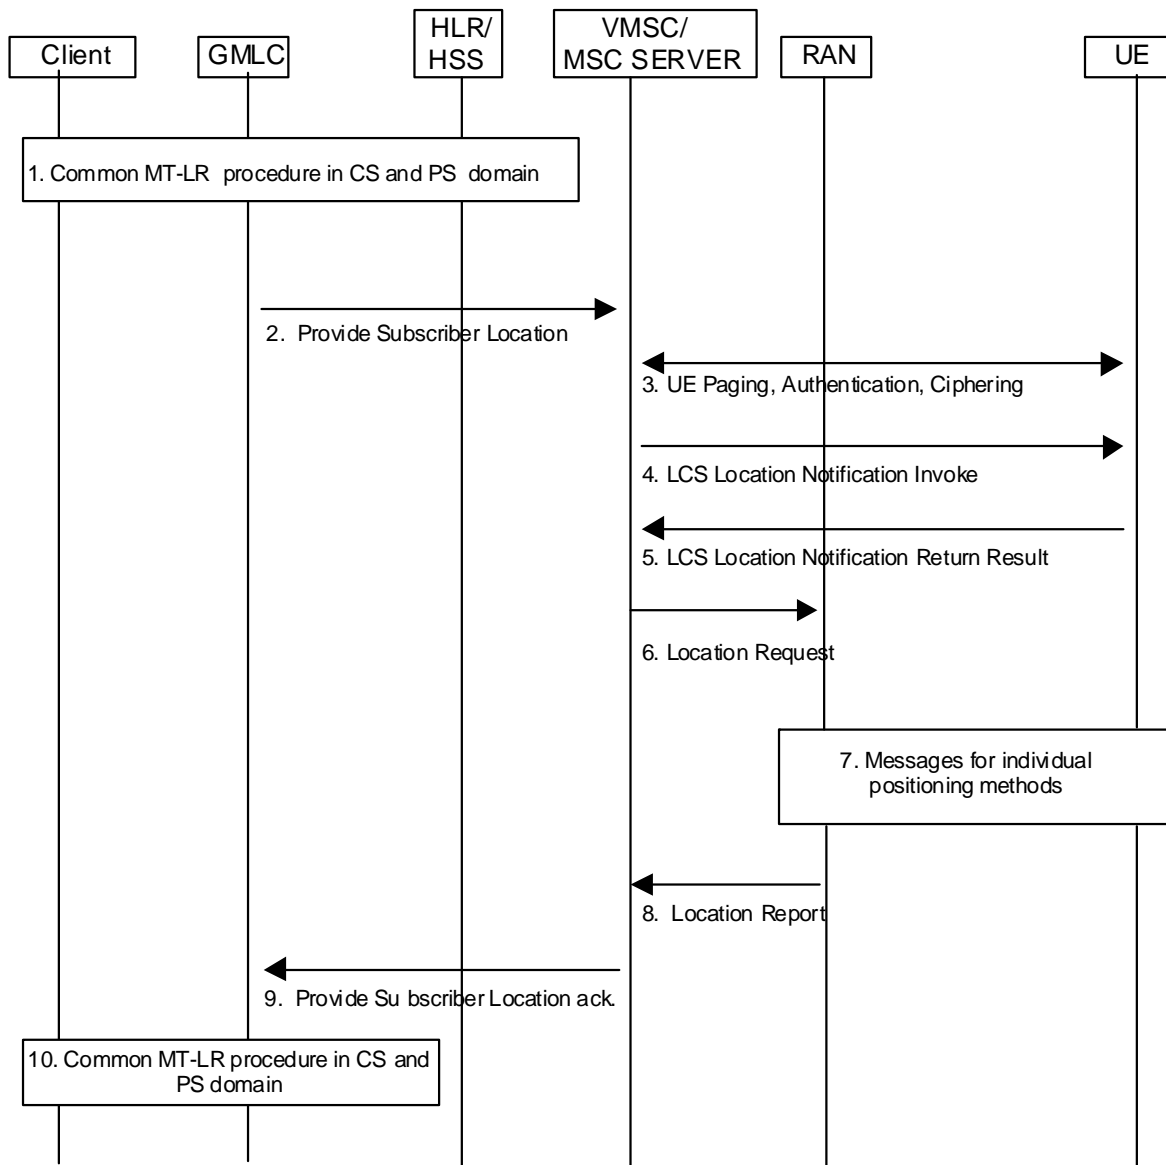 Client
GMLC
HLR/
HSS
VMSC/
MSC SERVER
RAN
UE
1. Common MT-LR procedure in CS and PS domain
2. Provide Subscriber Location
3. UE Paging, Authentication, Ciphering
4. LCS Location Notification Invoke
5. LCS Location Notification Return Result
6. Location Request
7. Messages for individual
positioning methods
8. Location Report
9. Provide Su bscriber Location ack.
10. Common MT-LR procedure in CS and
PS domain